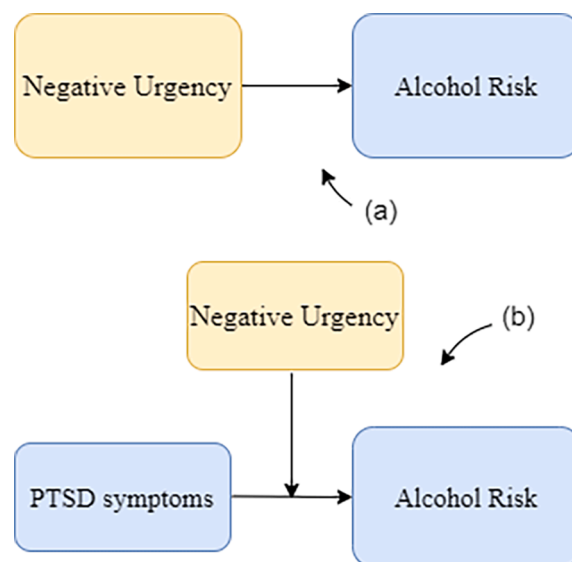 Negative Urgency
Alcohol Risk
(a)
Negative Urgency
(b)
PTSD symptoms
Alcohol Risk